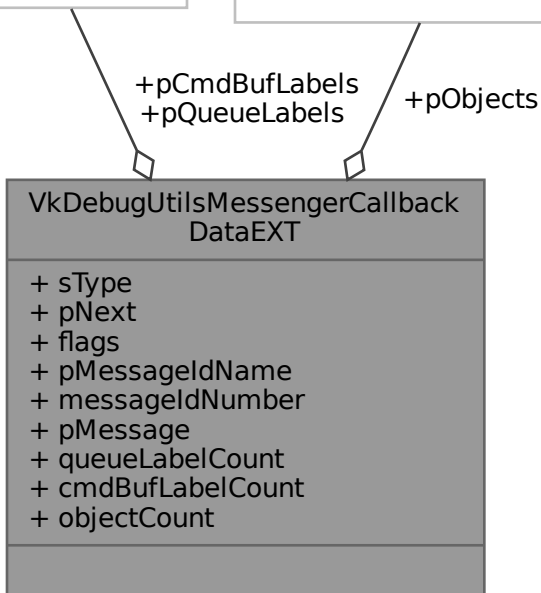 +pCmdBufLabels
+pQueueLabels
+pObjects
VkDebugUtilsMessengerCallback
DataEXT
+ sType
+ pNext
+ flags
+ pMessageIdName
+ messageIdNumber
+ pMessage
+ queueLabelCount
+ cmdBufLabelCount
+ objectCount